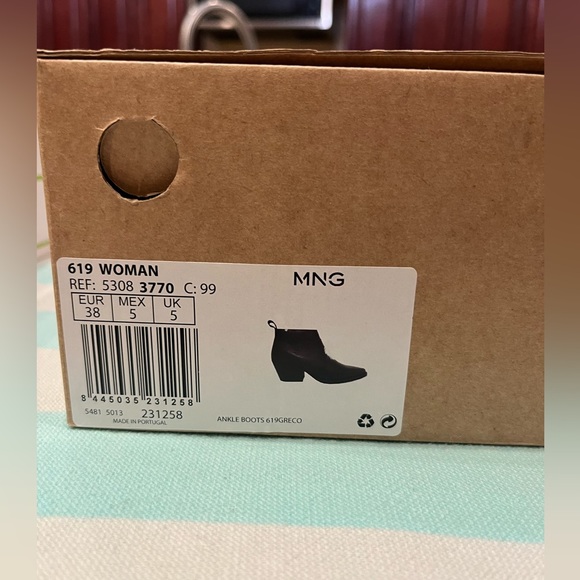 619 WOMAN
MNG
REF: 5308 3770 C: 99
EUR MEX UK
38 5 5
8 445035 231258
5481 5013 231258
MADE IN PORTUGAL
ANKLE BOOTS 619GRECO